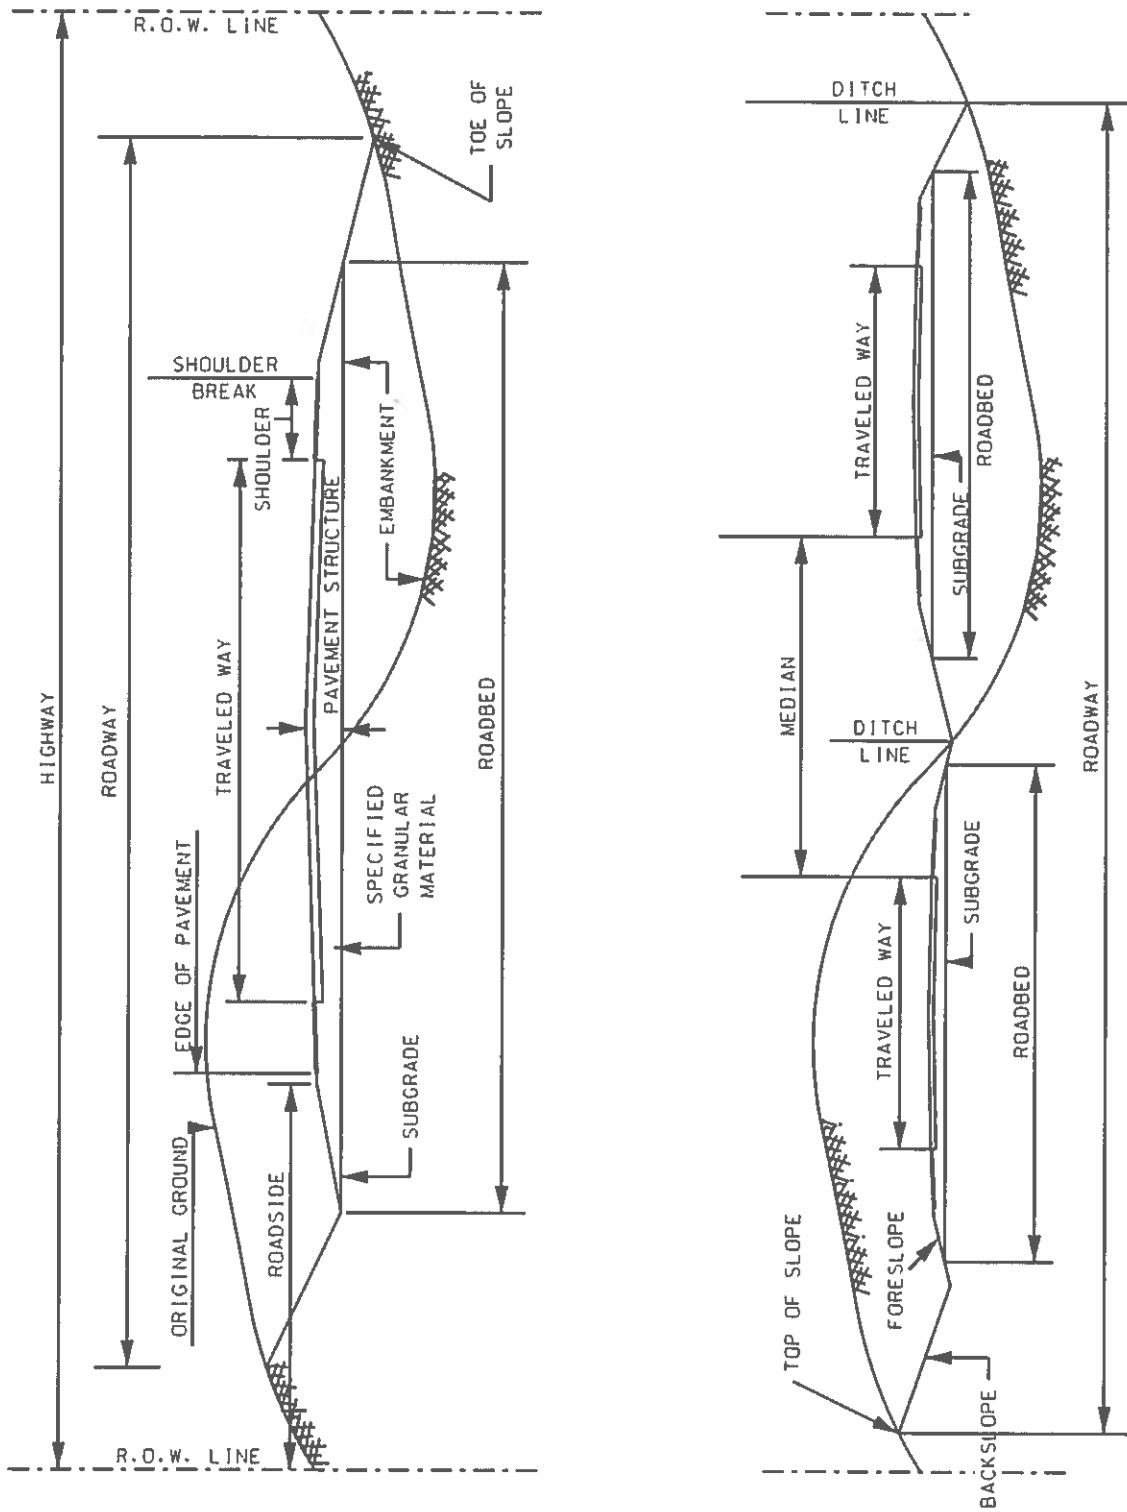 R.O.W. LINE
TOE OF
SLOPE
SHOULDER
BREAK
SHOULDER
EMBANKMENT
PAVEMENT STRUCTURE
TRAVELED WAY
HIGHWAY
ROADWAY
ROADBED
SPECIFIED
GRANULAR
MATERIAL
EDGE OF PAVEMENT
SUBGRADE
ORIGINAL GROUND
ROADSIDE
R.O.W. LINE
DITCH
LINE
TRAVELED WAY
ROADBED
SUBGRADE
MEDIAN
DITCH
LINE
ROADWAY
SUBGRADE
TRAVELED WAY
ROADBED
TOP OF SLOPE
FORESLOPE
BACKSLOPE